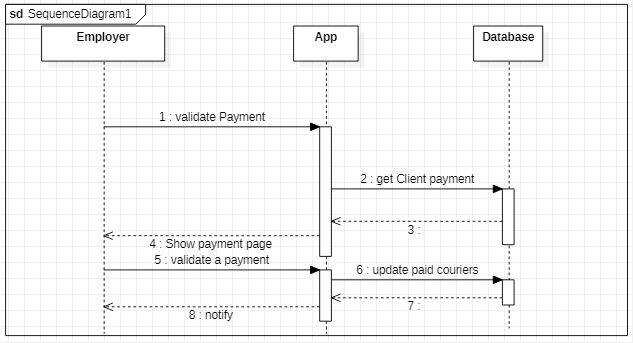 sd SequenceDiagram1
Employer
App
Database
1 : validate Payment
2 : get Client payment
3 :
4 : Show payment page
5 : validate a payment
6 : update paid couriers
7 :
8 : notify